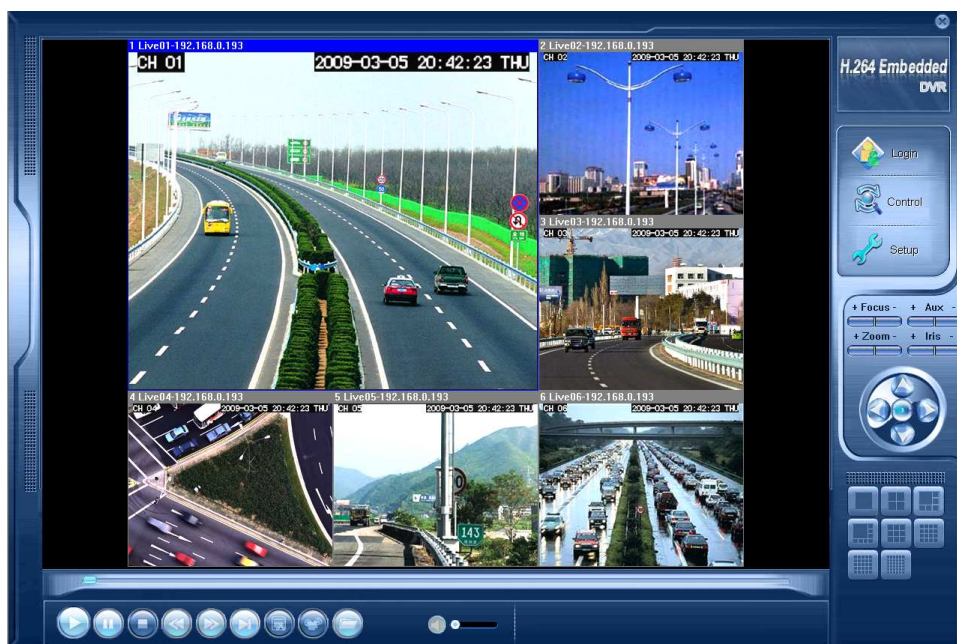 1 Live01-192.168.0.193
CH 01 2009-03-05 20:42:23 THU
2 Live02-192.168.0.193
CH 02 2009-03-05 20:42:23 THU
3 Live03-192.168.0.193
CH 03 2009-03-05 20:42:23 THU
4 Live04-192.168.0.193
CH 04 2009-03-05 20:42:23 THU
5 Live05-192.168.0.193
CH 05 2009-03-05 20:42:23 THU
143
6 Live06-192.168.0.193
CH 06 2009-03-05 20:42:23 THU
H.264 Embedded
DVR
Login
Control
Setup
+ Focus - + Aux -
+ Zoom - + Iris -